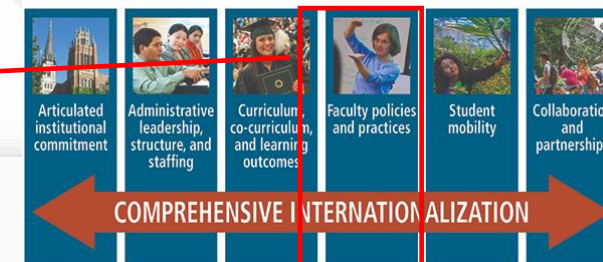 Articulated
institutional
commitment
Administrative
leadership,
structure, and
staffing
Curriculum,
co-curriculum,
and learning
outcomes
Faculty policies
and practices
Student
mobility
Collaboratio
and
partnership
COMPREHENSIVE INTERNATIONALIZATION